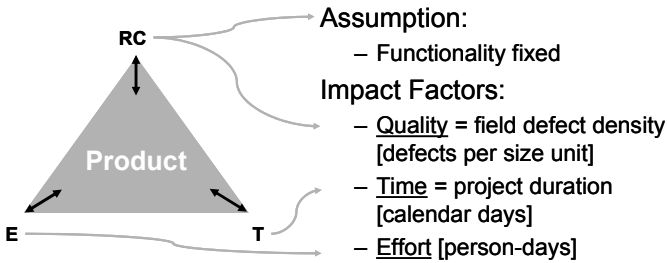 RC
Product
E
T
Assumption:
– Functionality fixed
Impact Factors:
– Quality = field defect density
[defects per size unit]
– Time = project duration
[calendar days]
– Effort [person-days]